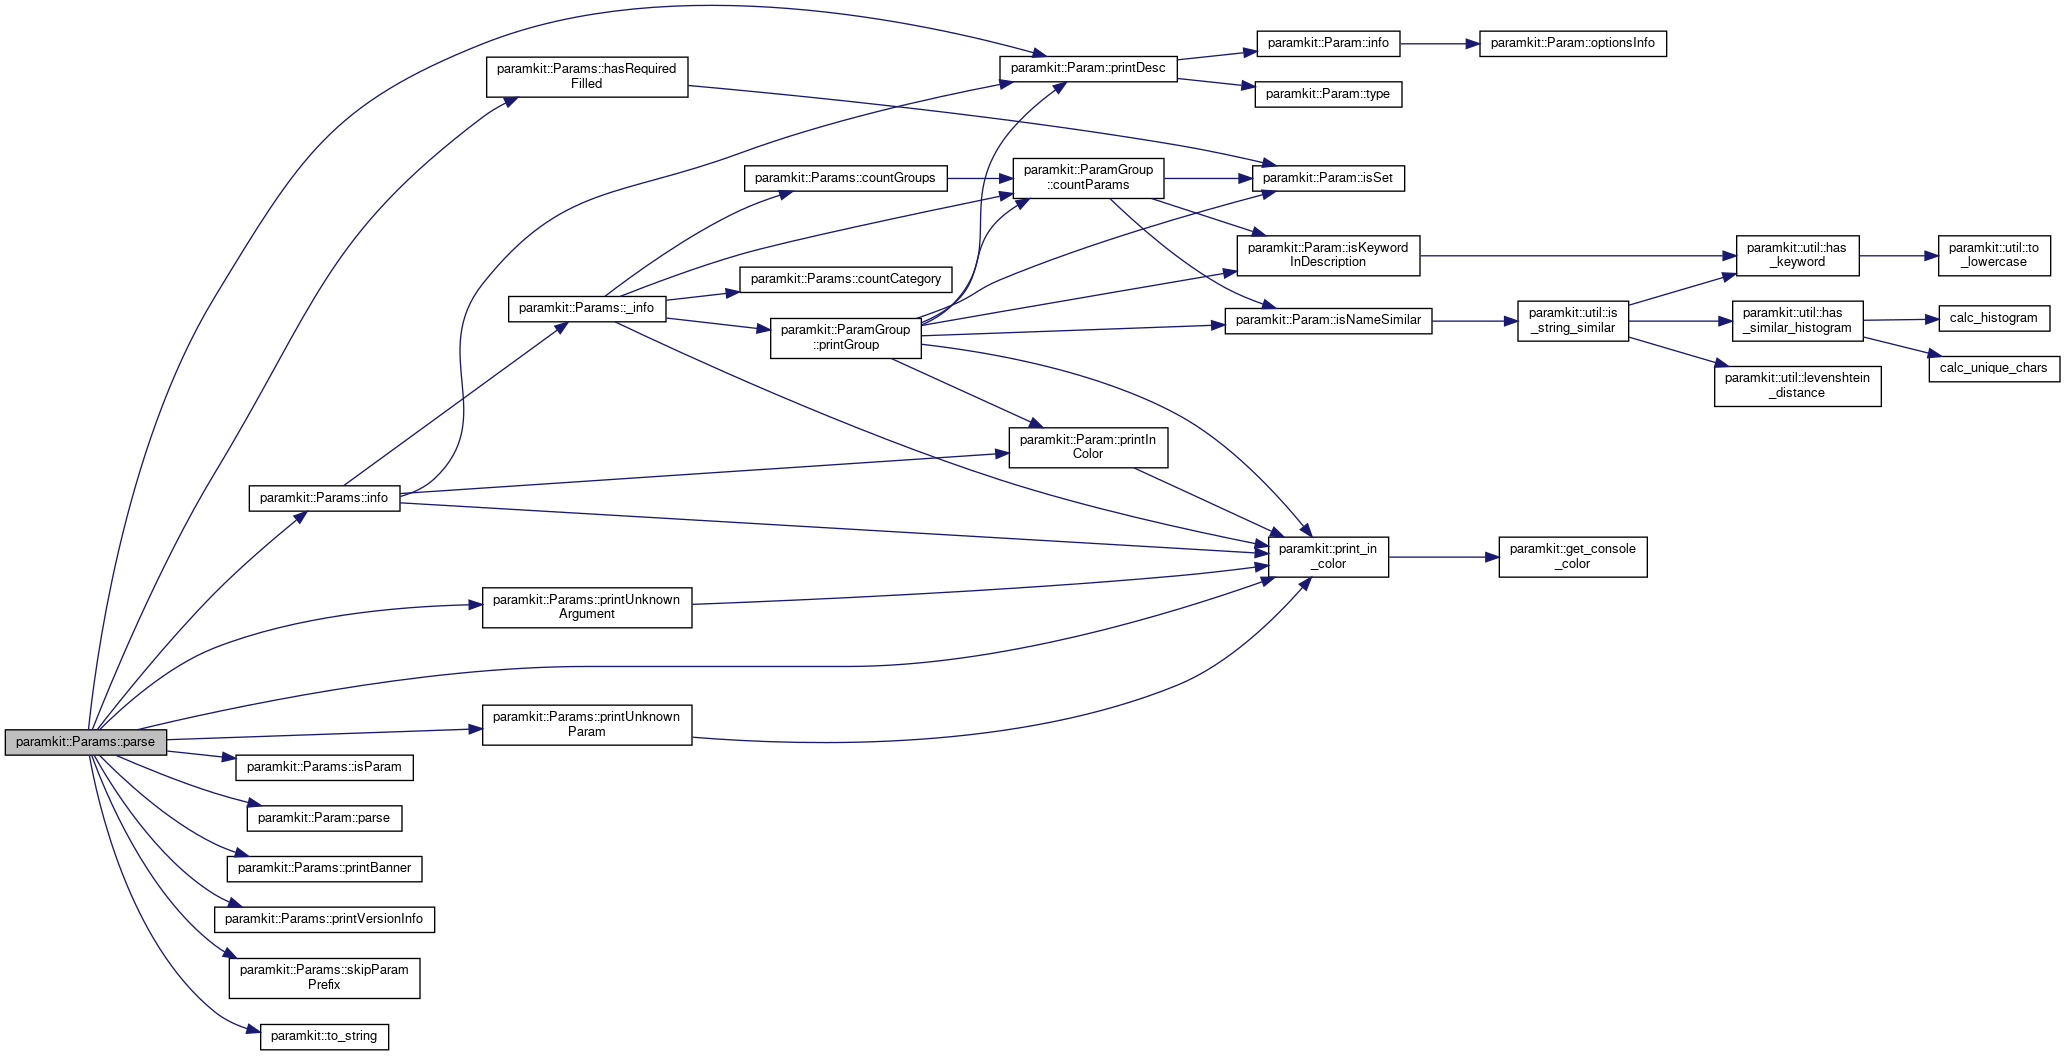 paramkit::Params::parse
paramkit::Params::hasRequired
Filled
paramkit::Params::info
paramkit::Params::printUnknown
Argument
paramkit::Params::printUnknown
Param
paramkit::Params::isParam
paramkit::Param::parse
paramkit::Params::printBanner
paramkit::Params::printVersionInfo
paramkit::Params::skipParam
Prefix
paramkit::to_string
paramkit::Params::_info
paramkit::Params::countGroups
paramkit::Params::countCategory
paramkit::ParamGroup
::printGroup
paramkit::Param::printDesc
paramkit::ParamGroup
::countParams
paramkit::Param::printIn
Color
paramkit::Param::info
paramkit::Param::type
paramkit::Param::isSet
paramkit::Param::isKeyword
InDescription
paramkit::Param::isNameSimilar
paramkit::print_in
_color
paramkit::Param::optionsInfo
paramkit::util::is
_string_similar
paramkit::get_console
_color
paramkit::util::has
_keyword
paramkit::util::has
_similar_histogram
paramkit::util::levenshtein
_distance
paramkit::util::to
_lowercase
calc_histogram
calc_unique_chars